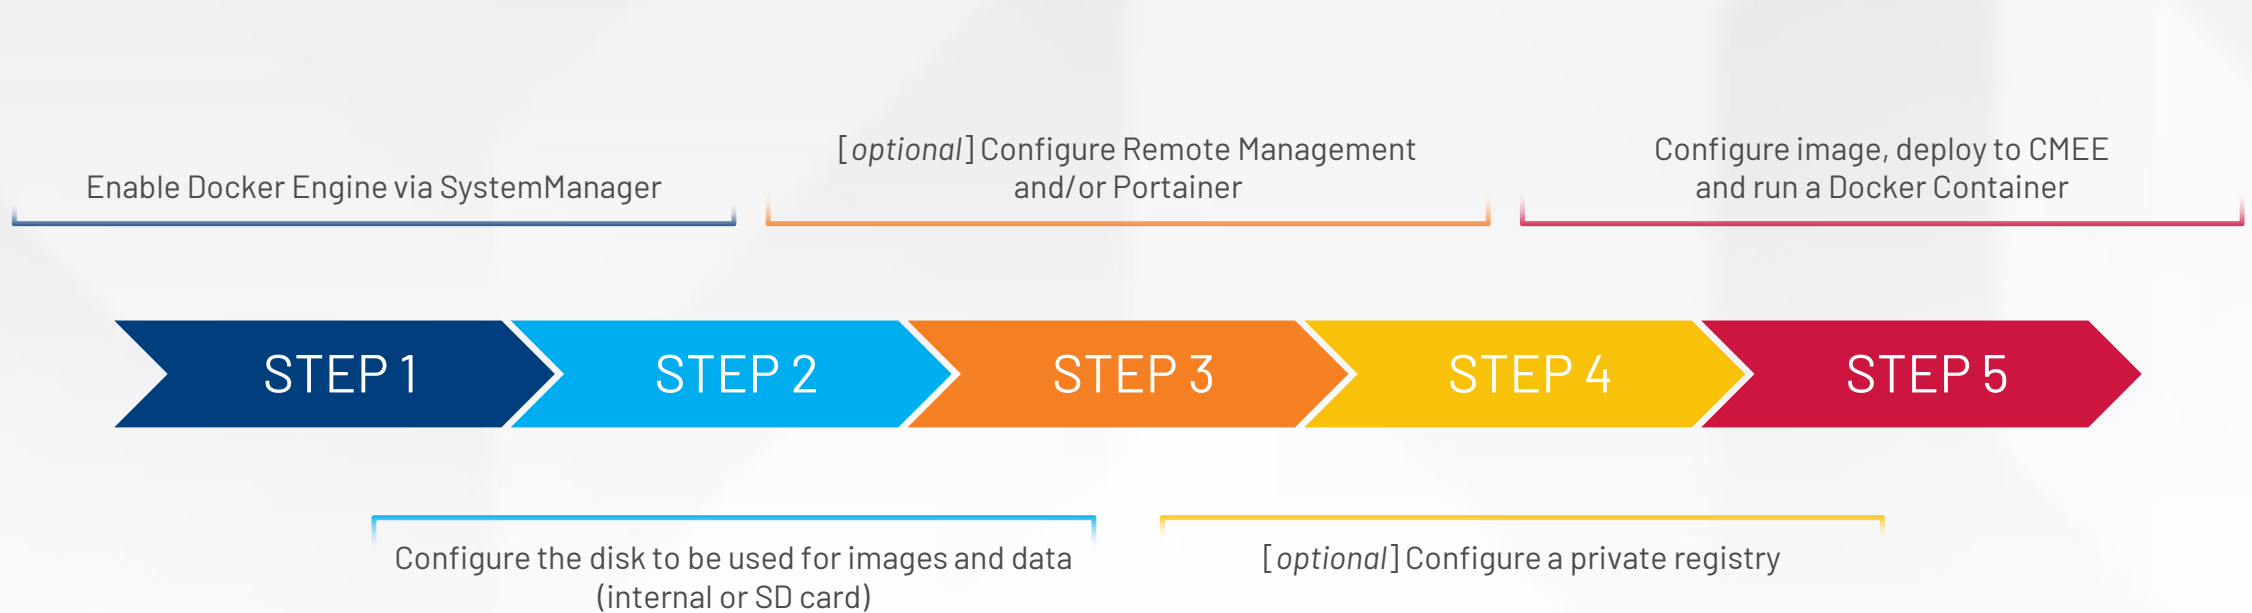 Enable Docker Engine via SystemManager
[optional] Configure Remote Management
and/or Portainer
Configure image, deploy to CMEE
and run a Docker Container
STEP 1
STEP 2
STEP 3
STEP 4
STEP 5
Configure the disk to be used for images and data
(internal or SD card)
[optional] Configure a private registry